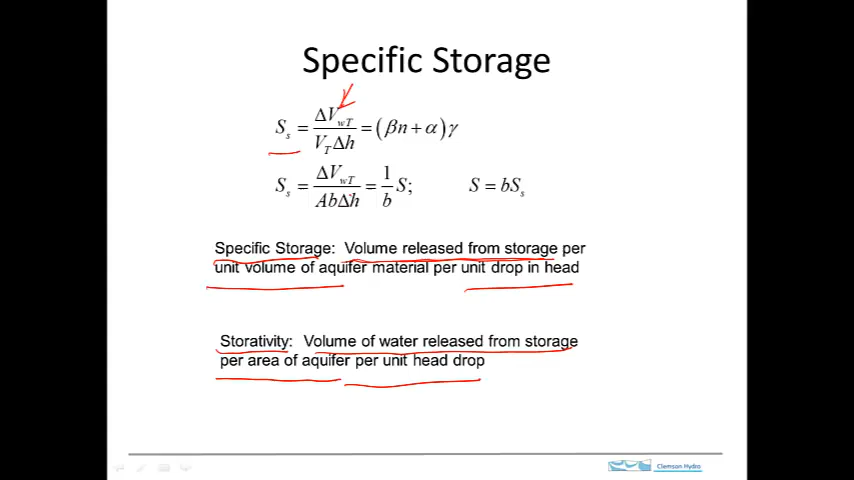 Specific Storage
S_s = ΔV_wT / V_TΔh = (βn + α)γ
S_s = ΔV_wT / AbΔh = 1/b S; S = bS_s
Specific Storage: Volume released from storage per
unit volume of aquifer material per unit drop in head
Storativity: Volume of water released from storage
per area of aquifer per unit head drop
Clemson Hydro